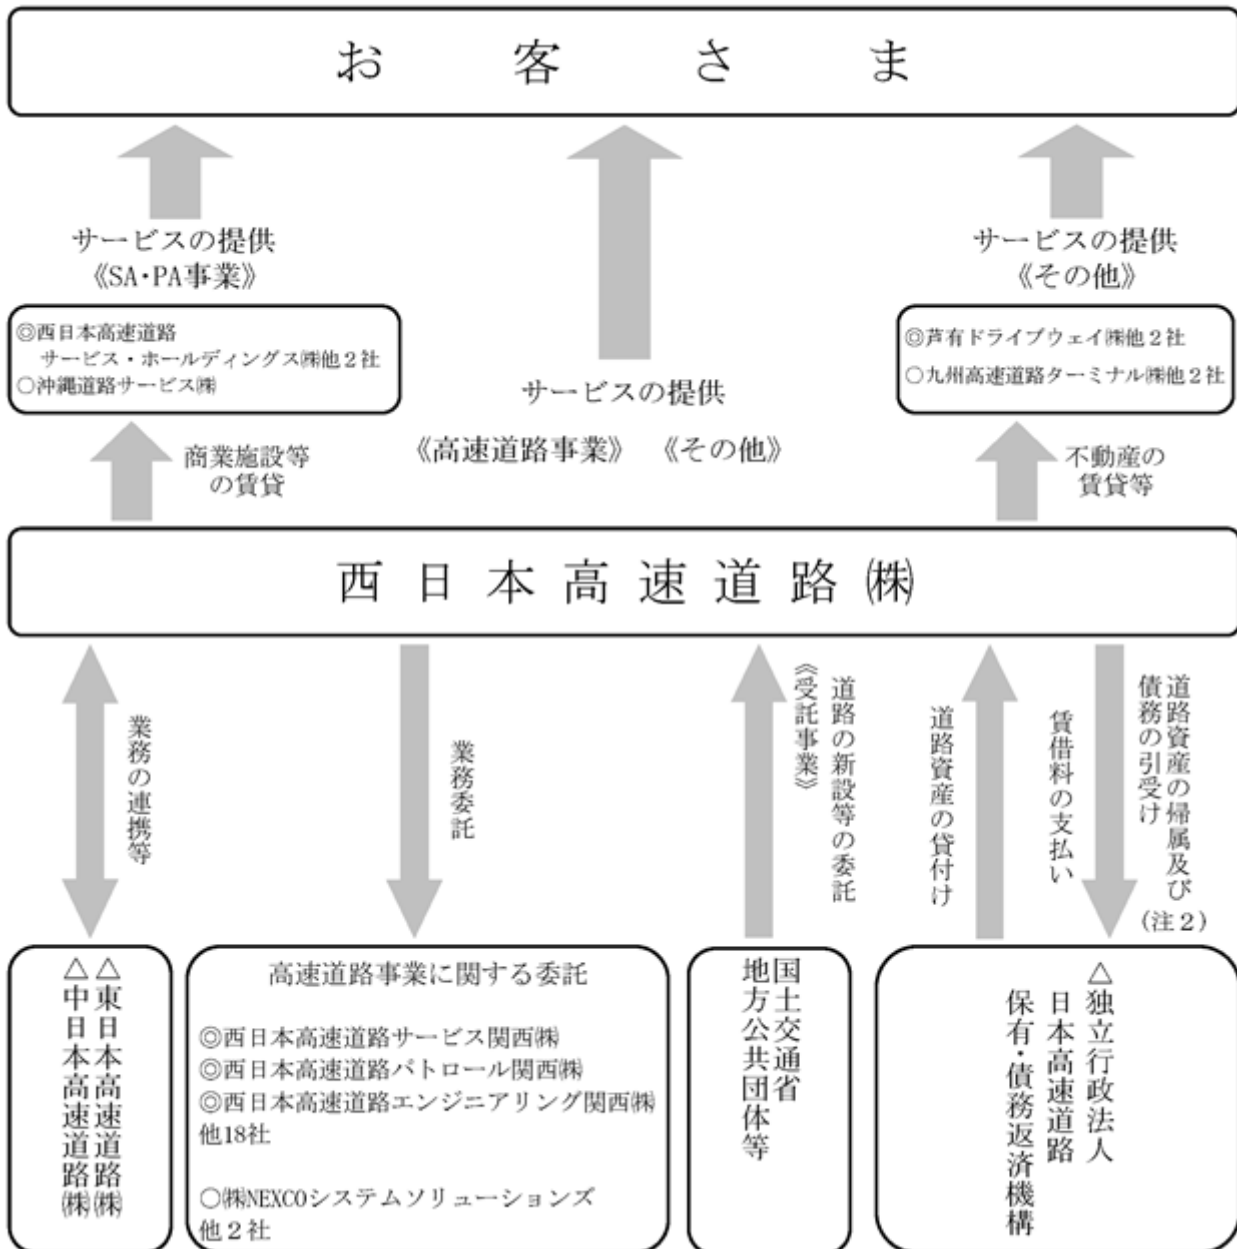 お客さま
サービスの提供
《SA・PA事業》
サービスの提供
《その他》
◎西日本高速道路
サービス・ホールディングス㈱他２社
○沖縄道路サービス㈱
◎芦有ドライブウェイ㈱他２社
○九州高速道路ターミナル㈱他２社
サービスの提供
《高速道路事業》 《その他》
商業施設等
の賃貸
不動産の
賃貸等
西日本高速道路㈱
業務の連携等
業務委託
道路の新設等の委託
《受託事業》
道路資産の貸付け
賃借料の支払い
道路資産の帰属及び
債務の引受け
(注２)
△東日本高速道路㈱
△中日本高速道路㈱
高速道路事業に関する委託
◎西日本高速道路サービス関西㈱
◎西日本高速道路パトロール関西㈱
◎西日本高速道路エンジニアリング関西㈱
他18社
○㈱NEXCOシステムソリューションズ
他２社
国土交通省
地方公共団体等
△独立行政法人
日本高速道路
保有・債務返済機構